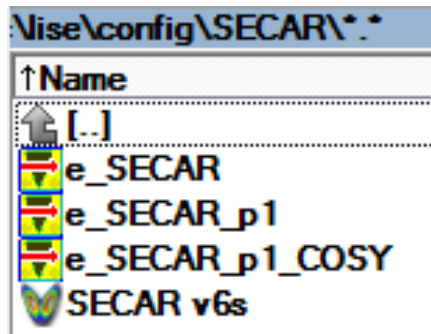 :\lise\config\SECAR\*.*
↑Name
[..]
e_SECAR
e_SECAR_p1
e_SECAR_p1_COSY
SECAR v6s